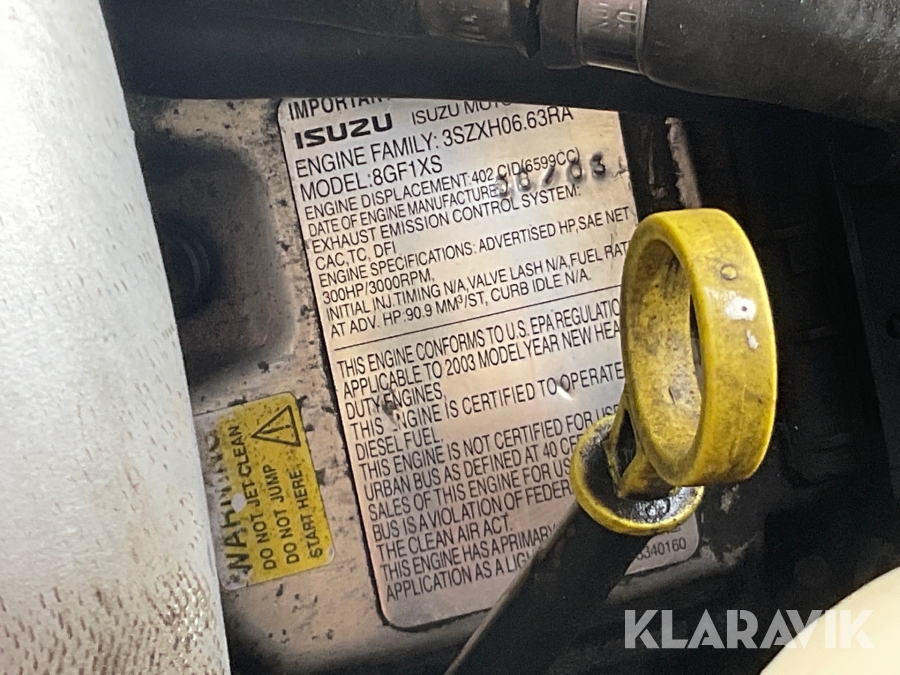 IMPORTAN
ISUZU ISUZU MOTO
ENGINE FAMILY: 3SZXH06.63RA
MODEL:8GF1XS
ENGINE DISPLACEMENT:402 CID(6599CC)
DATE OF ENGINE MANUFACTURE
EXHAUST EMISSION CONTROL SYSTEM:
CAC,TC, DFI
ENGINE SPECIFICATIONS: ADVERTISED HP,SAE NET
300HP/3000RPM,
INITIAL INJ.TIMING N/A,VALVE LASH N/A,FUEL RAT
AT ADV. HP:90.9 MM³/ST, CURB IDLE N/A.
THIS ENGINE CONFORMS TO U.S. EPA REGULATIO
APPLICABLE TO 2003 MODEL YEAR NEW HEA
DUTY ENGINES.
THIS ENGINE IS CERTIFIED TO OPERATE
DIESEL FUEL.
THIS ENGINE IS NOT CERTIFIED FOR USE
URBAN BUS AS DEFINED AT 40 CF
SALES OF THIS ENGINE FOR US
BUS IS A VIOLATION OF FEDER
THE CLEAN AIR ACT.
THIS ENGINE HAS A PRIMARY
APPLICATION AS A LIG
5340160
WARNING
DO NOT JET CLEAN
DO NOT JUMP
START HERE
KLARAVIK